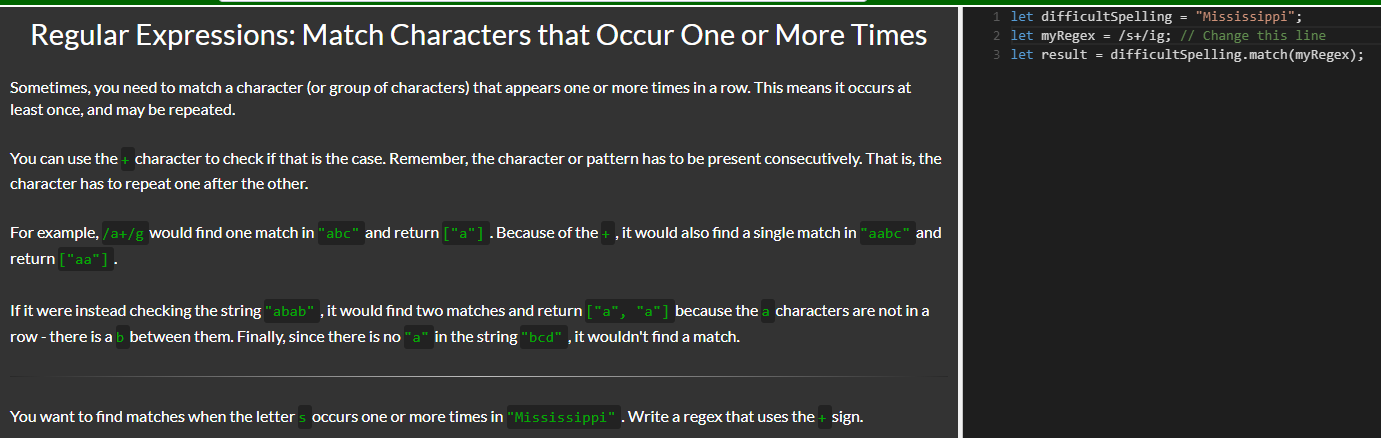 Regular Expressions: Match Characters that Occur One or More Times
Sometimes, you need to match a character (or group of characters) that appears one or more times in a row. This means it occurs at
least once, and may be repeated.
You can use the + character to check if that is the case. Remember, the character or pattern has to be present consecutively. That is, the
character has to repeat one after the other.
For example, /a+/g would find one match in "abc" and return ["a"] . Because of the + , it would also find a single match in "aabc" and
return ["aa"] .
If it were instead checking the string "abab" , it would find two matches and return ["a", "a"] because the a characters are not in a
row - there is a b between them. Finally, since there is no "a" in the string "bcd" , it wouldn't find a match.
You want to find matches when the letter s occurs one or more times in "Mississippi" . Write a regex that uses the + sign.
1 let difficultSpelling = "Mississippi";
2 let myRegex = /s+/ig; // Change this line
3 let result = difficultSpelling.match(myRegex);